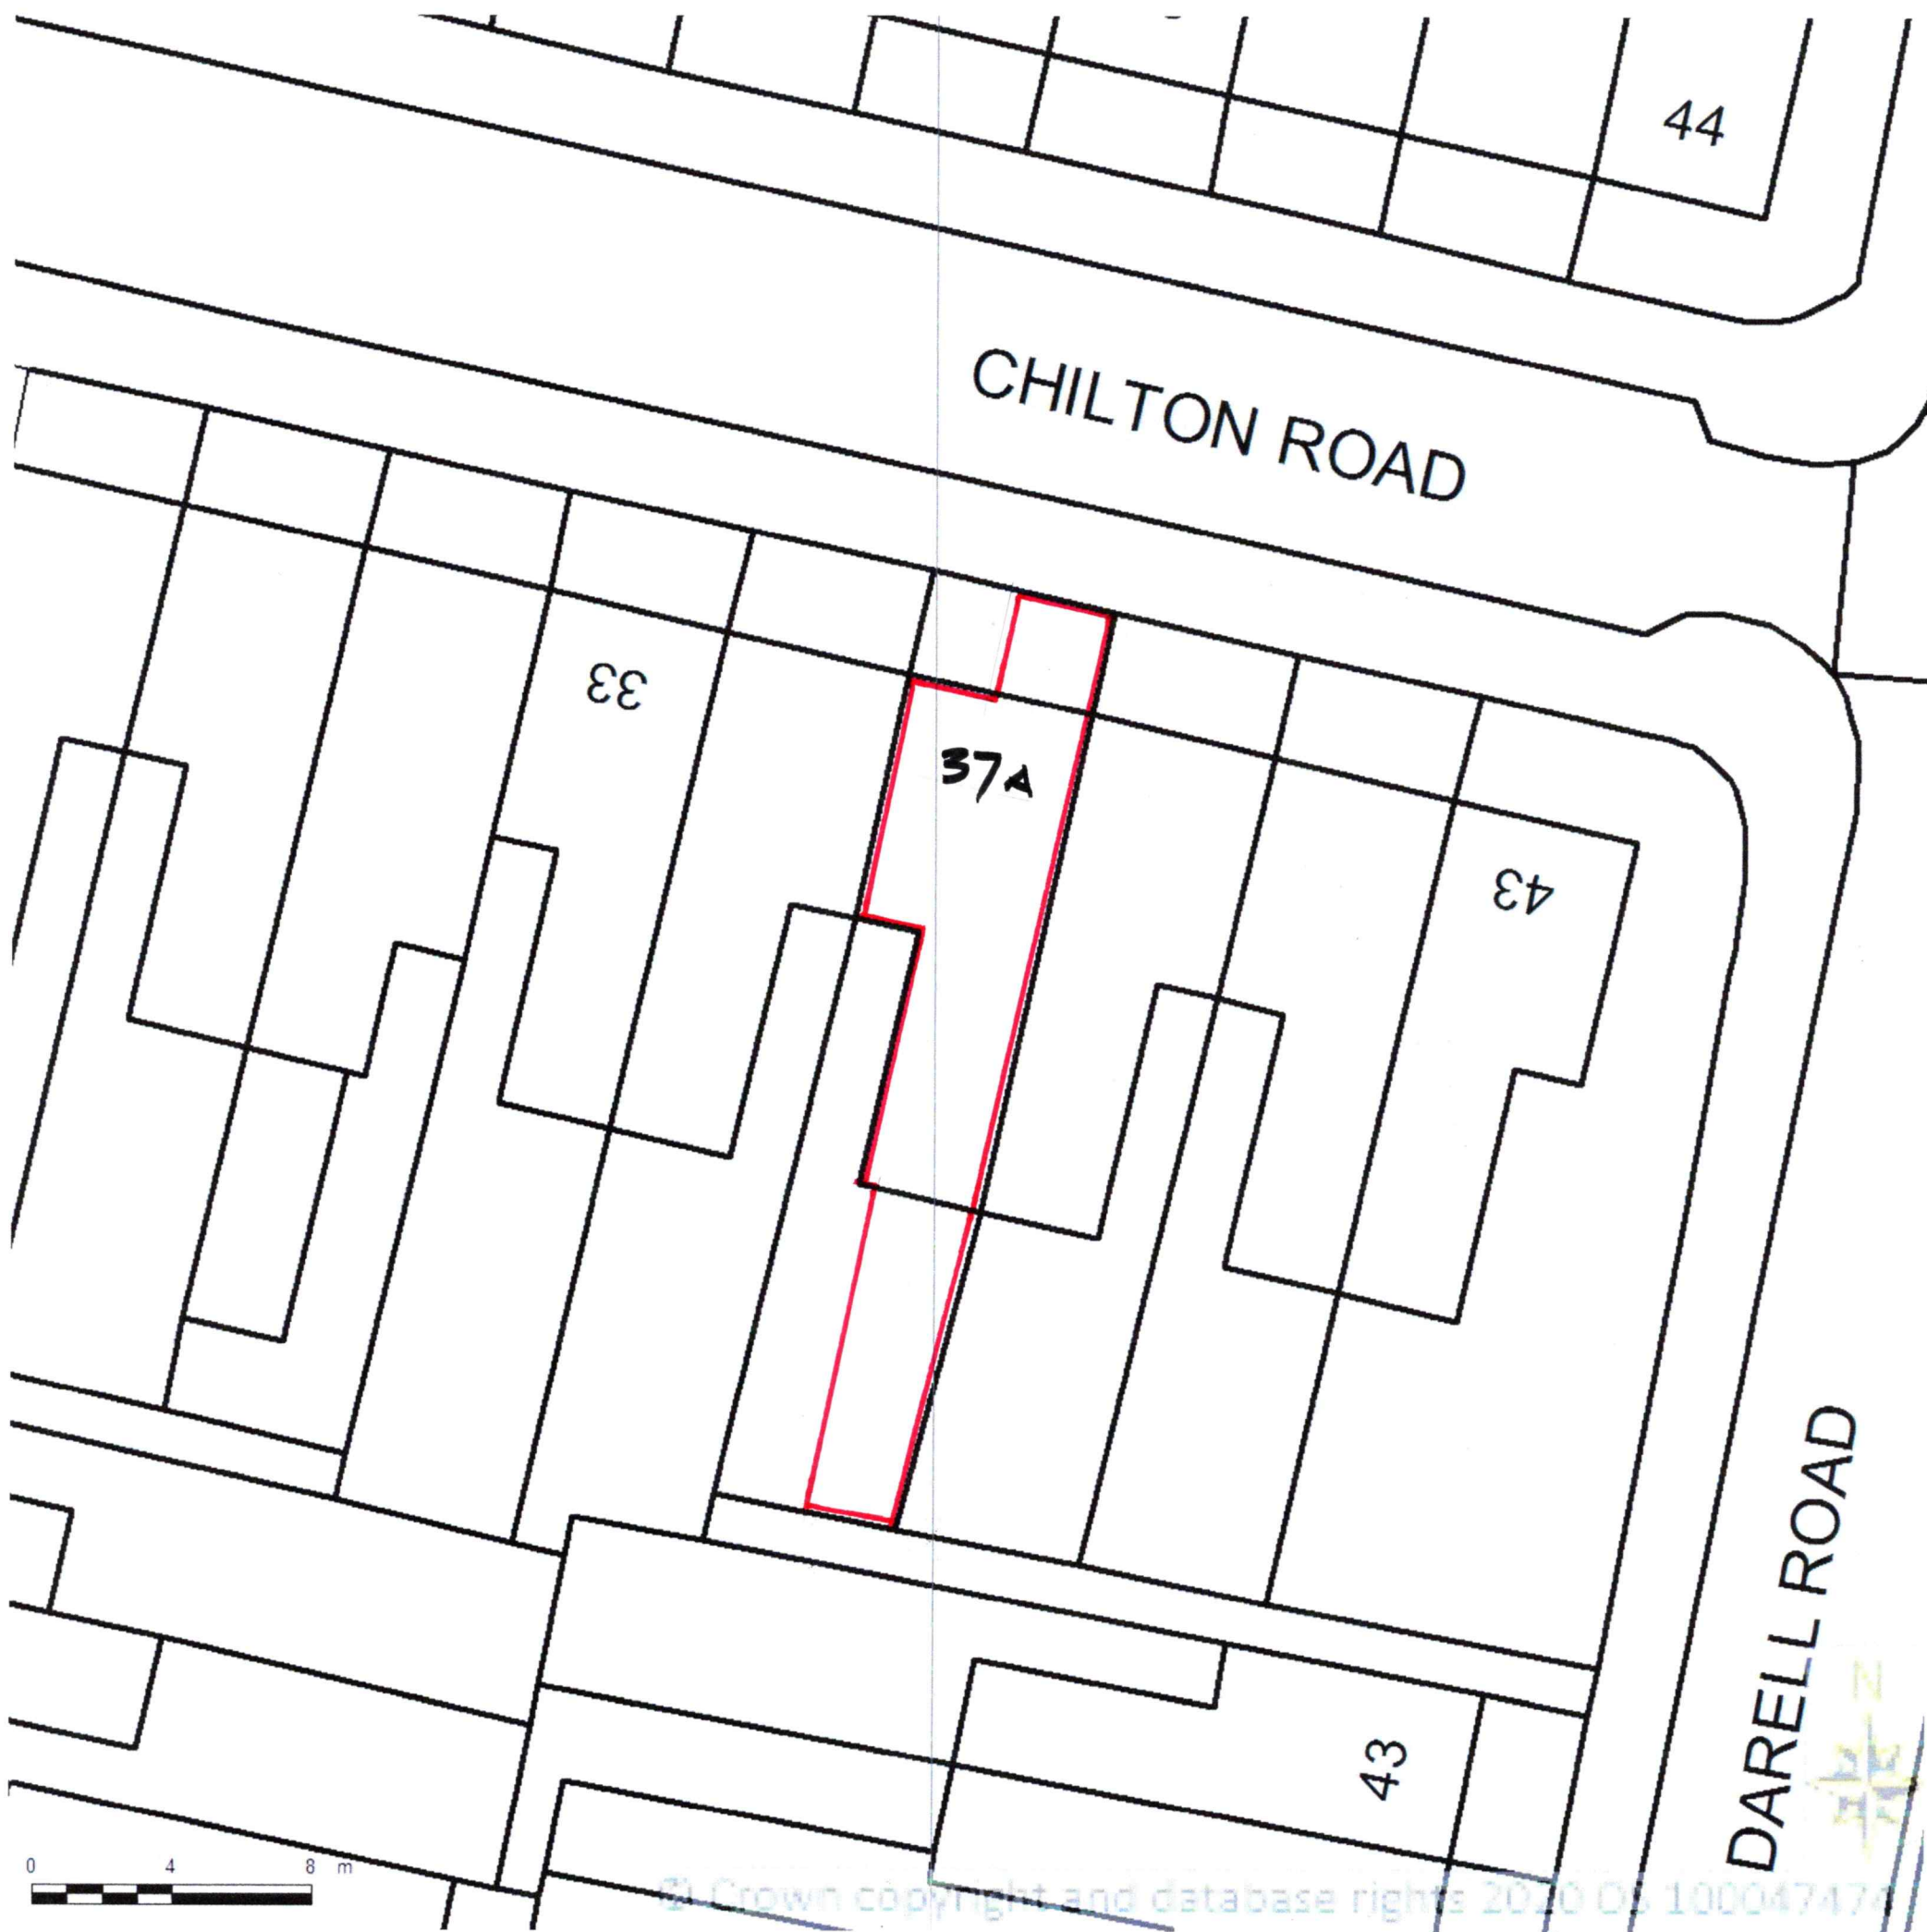 44
CHILTON ROAD
33
37A
43
DARELL ROAD
N
43
0 4 8 m
© Crown copyright and database rights 2020 OS 100047474